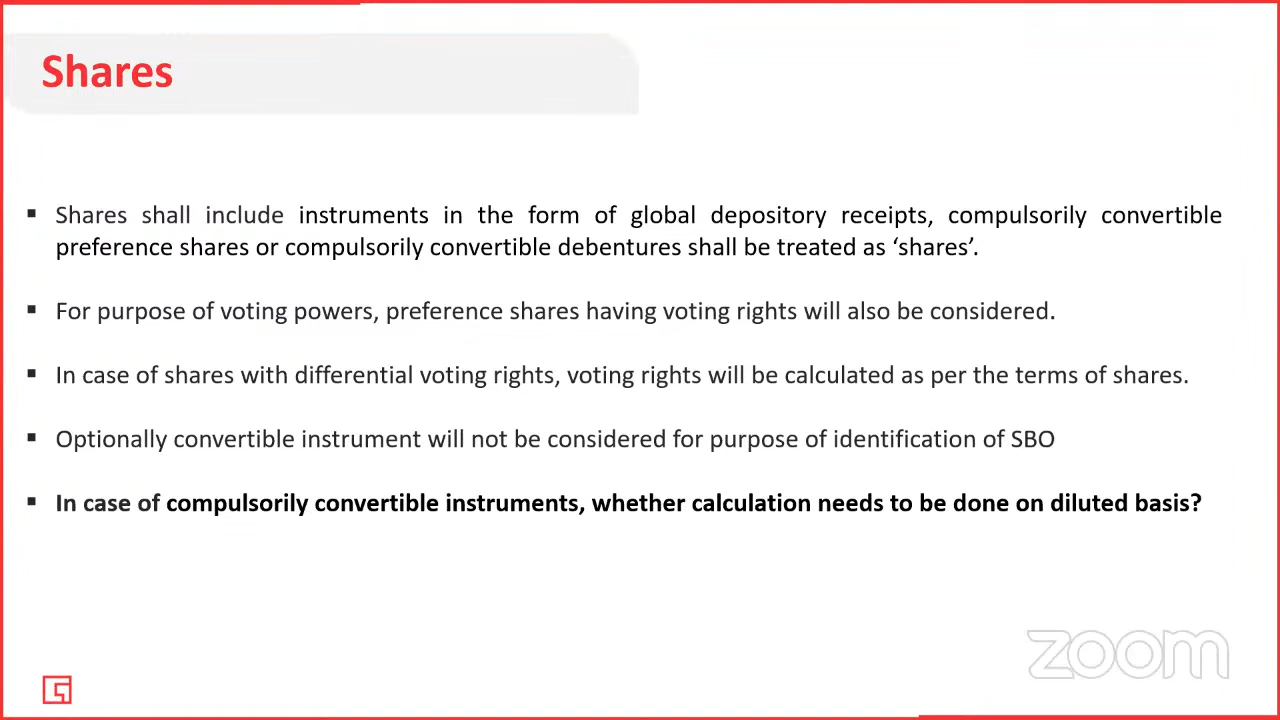 Shares
▪ Shares shall include instruments in the form of global depository receipts, compulsorily convertible
preference shares or compulsorily convertible debentures shall be treated as ‘shares’.
▪ For purpose of voting powers, preference shares having voting rights will also be considered.
▪ In case of shares with differential voting rights, voting rights will be calculated as per the terms of shares.
▪ Optionally convertible instrument will not be considered for purpose of identification of SBO
▪ In case of compulsorily convertible instruments, whether calculation needs to be done on diluted basis?
zoom